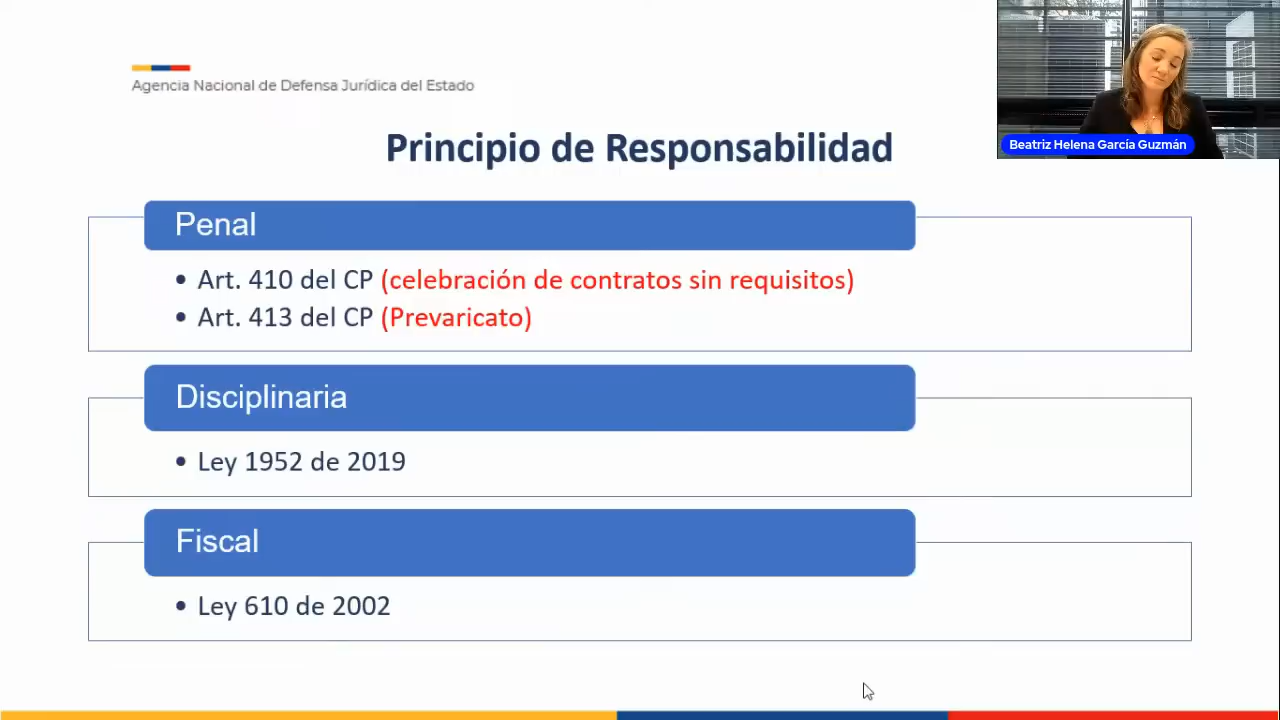 Agencia Nacional de Defensa Jurídica del Estado
Beatriz Helena García Guzmán
Principio de Responsabilidad
Penal
• Art. 410 del CP (celebración de contratos sin requisitos)
• Art. 413 del CP (Prevaricato)
Disciplinaria
• Ley 1952 de 2019
Fiscal
• Ley 610 de 2002